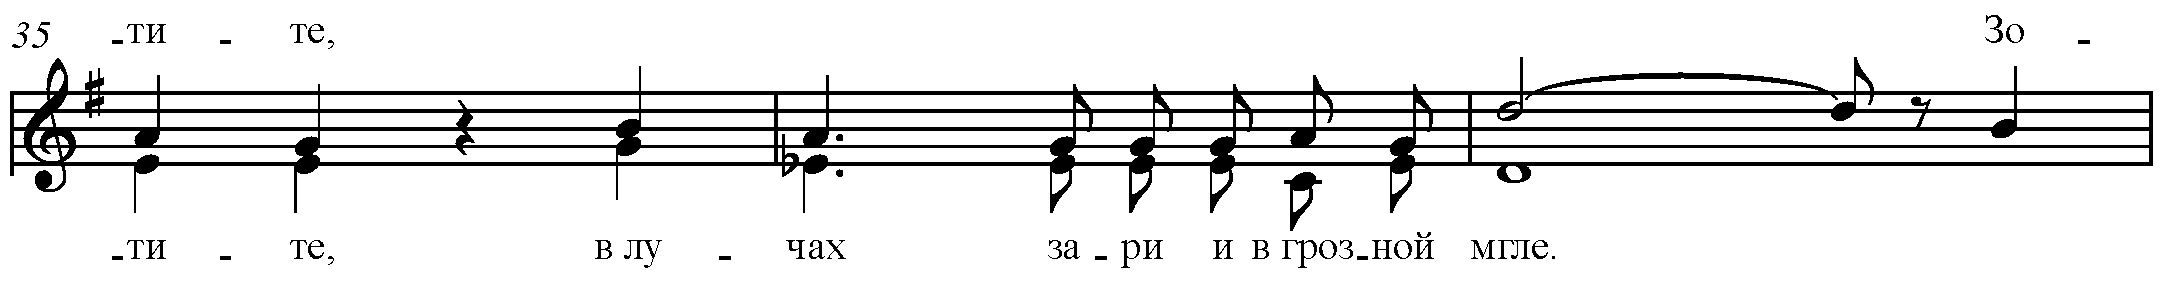 35 -ти - те, Зо -
-ти - те, в лу - чах за - ри и в гроз-ной мгле.